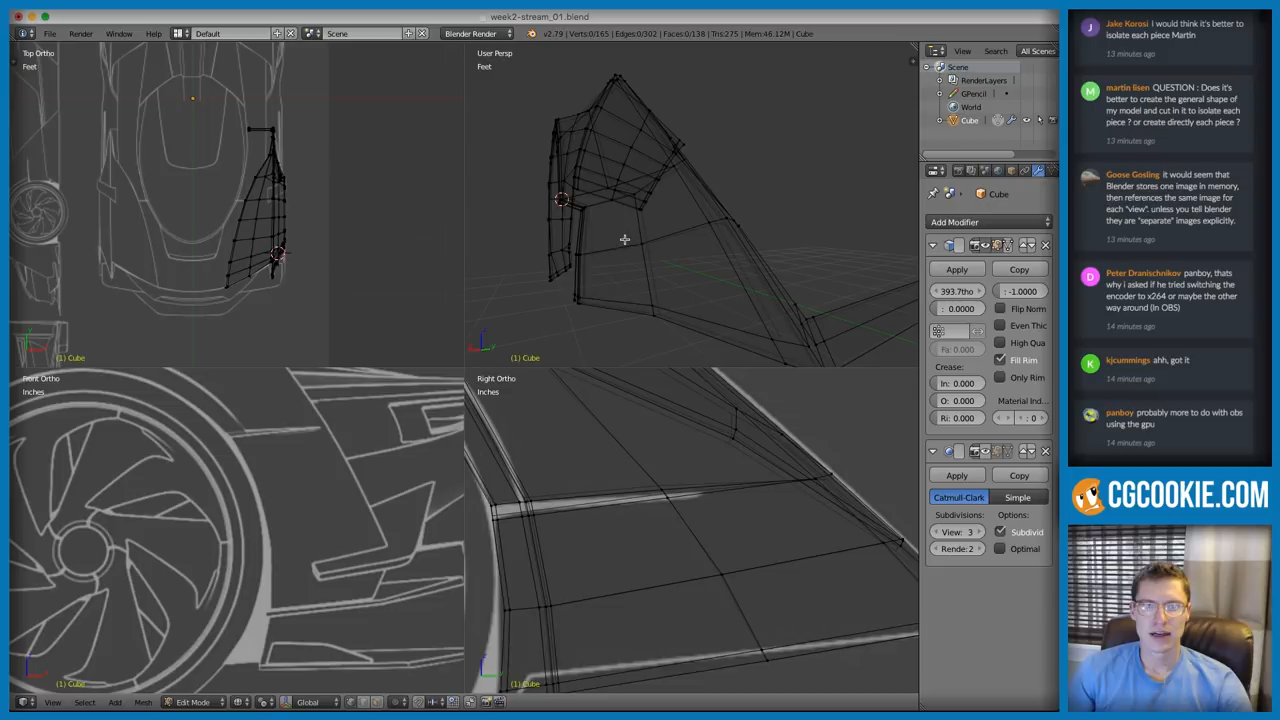 week2-stream_01.blend
File Render Window Help Default Scene Blender Render v2.79 | Verts:0/165 | Edges:0/302 | Faces:0/138 | Tris:275 | Mem:46.12M | Cube
Top Ortho
Feet
(1) Cube
User Persp
Feet
(1) Cube
Front Ortho
Inches
(1) Cube
Right Ortho
Inches
(1) Cube
View Select Add Mesh Edit Mode Global
View Search All Scenes
Scene
RenderLayers
GPencil
World
Cube
Cube
Add Modifier
Apply Copy
393.7tho : -1.0000
: 0.0000 Flip Norm
Even Thic
High Qua
Fa: 0.000 Fill Rim
Crease: Only Rim
In: 0.000
O: 0.000 Material Ind...
Ri: 0.000 : 0
Apply Copy
Catmull-Clark Simple
Subdivisions: Options:
View: 3 Subdivid
Rende:2 Optimal
Jake Korosi I would think it's better to
isolate each piece Martin
13 minutes ago
martin lisen QUESTION : Does it's
better to create the general shape of
my model and cut in it to isolate each
piece ? or create directly each piece ?
13 minutes ago
Goose Gosling it would seem that
Blender stores one image in memory,
then references the same image for
each "view". unless you tell blender
they are "separate" images explicitly.
13 minutes ago
Peter Dranischnikov panboy, thats
why i asked if he tried switching the
encoder to x264 or maybe the other
way around (in OBS)
14 minutes ago
kjcummings ahh, got it
14 minutes ago
panboy probably more to do with obs
using the gpu
14 minutes ago
CGCOOKIE.COM